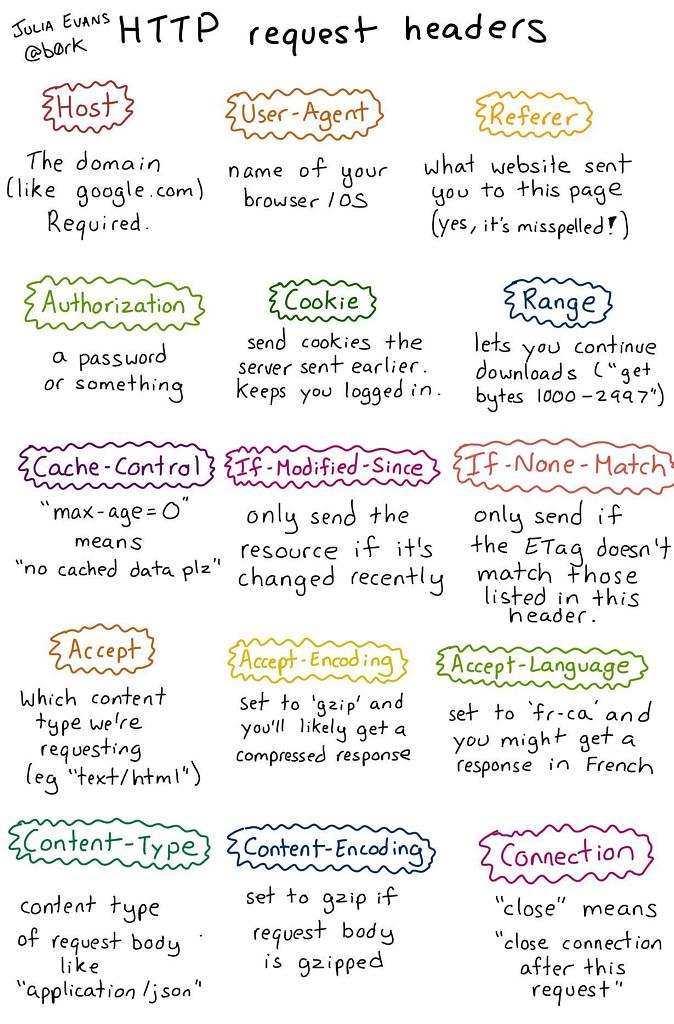 JULIA EVANS
@b0rk
HTTP request headers
Host
The domain
(like google.com)
Required.
User-Agent
name of your
browser/OS
Referer
what website sent
you to this page
(yes, it's misspelled!)
Authorization
a password
or something
Cookie
send cookies the
server sent earlier.
keeps you logged in.
Range
lets you continue
downloads ("get
bytes 1000-2997")
Cache-Control
"max-age=0"
means
"no cached data plz"
If-Modified-Since
only send the
resource if it's
changed recently
If-None-Match
only send if
the ETag doesn't
match those
listed in this
header.
Accept
Which content
type we're
requesting
(eg "text/html")
Accept-Encoding
set to 'gzip' and
you'll likely get a
compressed response
Accept-Language
set to 'fr-ca' and
you might get a
response in French
Content-Type
content type
of request body
like
"application/json"
Content-Encoding
set to gzip if
request body
is gzipped
Connection
"close" means
"close connection
after this
request"